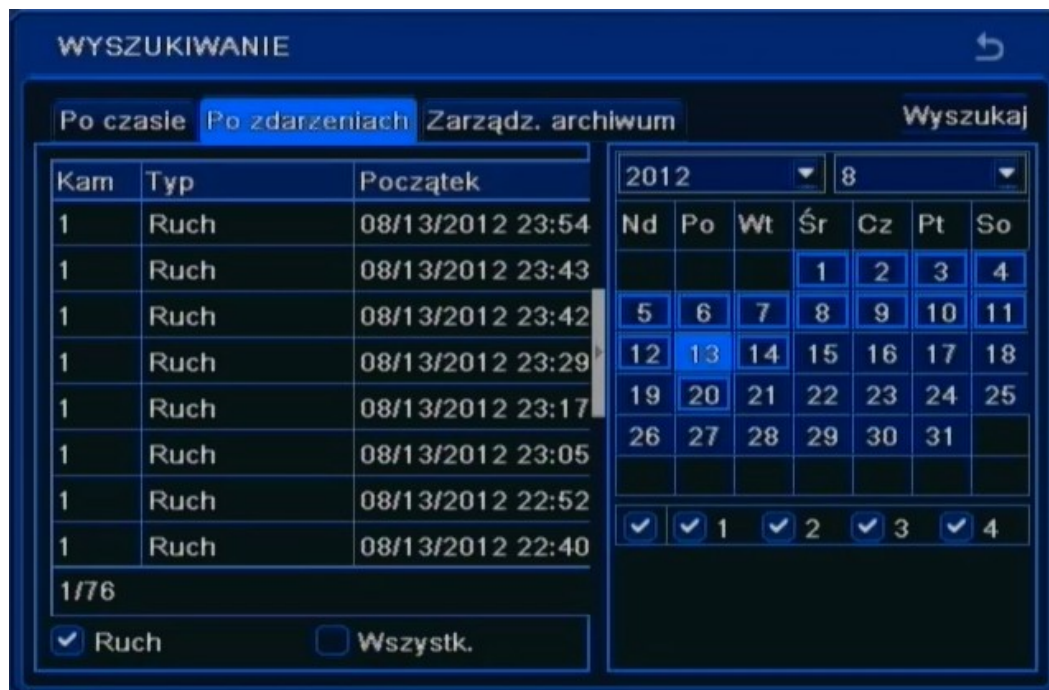 WYSZUKIWANIE
Po czasie Po zdarzeniach Zarządz. archiwum Wyszukaj
Kam Typ Początek
1 Ruch 08/13/2012 23:54
1 Ruch 08/13/2012 23:43
1 Ruch 08/13/2012 23:42
1 Ruch 08/13/2012 23:29
1 Ruch 08/13/2012 23:17
1 Ruch 08/13/2012 23:05
1 Ruch 08/13/2012 22:52
1 Ruch 08/13/2012 22:40
1/76
Ruch Wszystk.
2012 8
Nd Po Wt Śr Cz Pt So
1 2 3 4
5 6 7 8 9 10 11
12 13 14 15 16 17 18
19 20 21 22 23 24 25
26 27 28 29 30 31
1 2 3 4